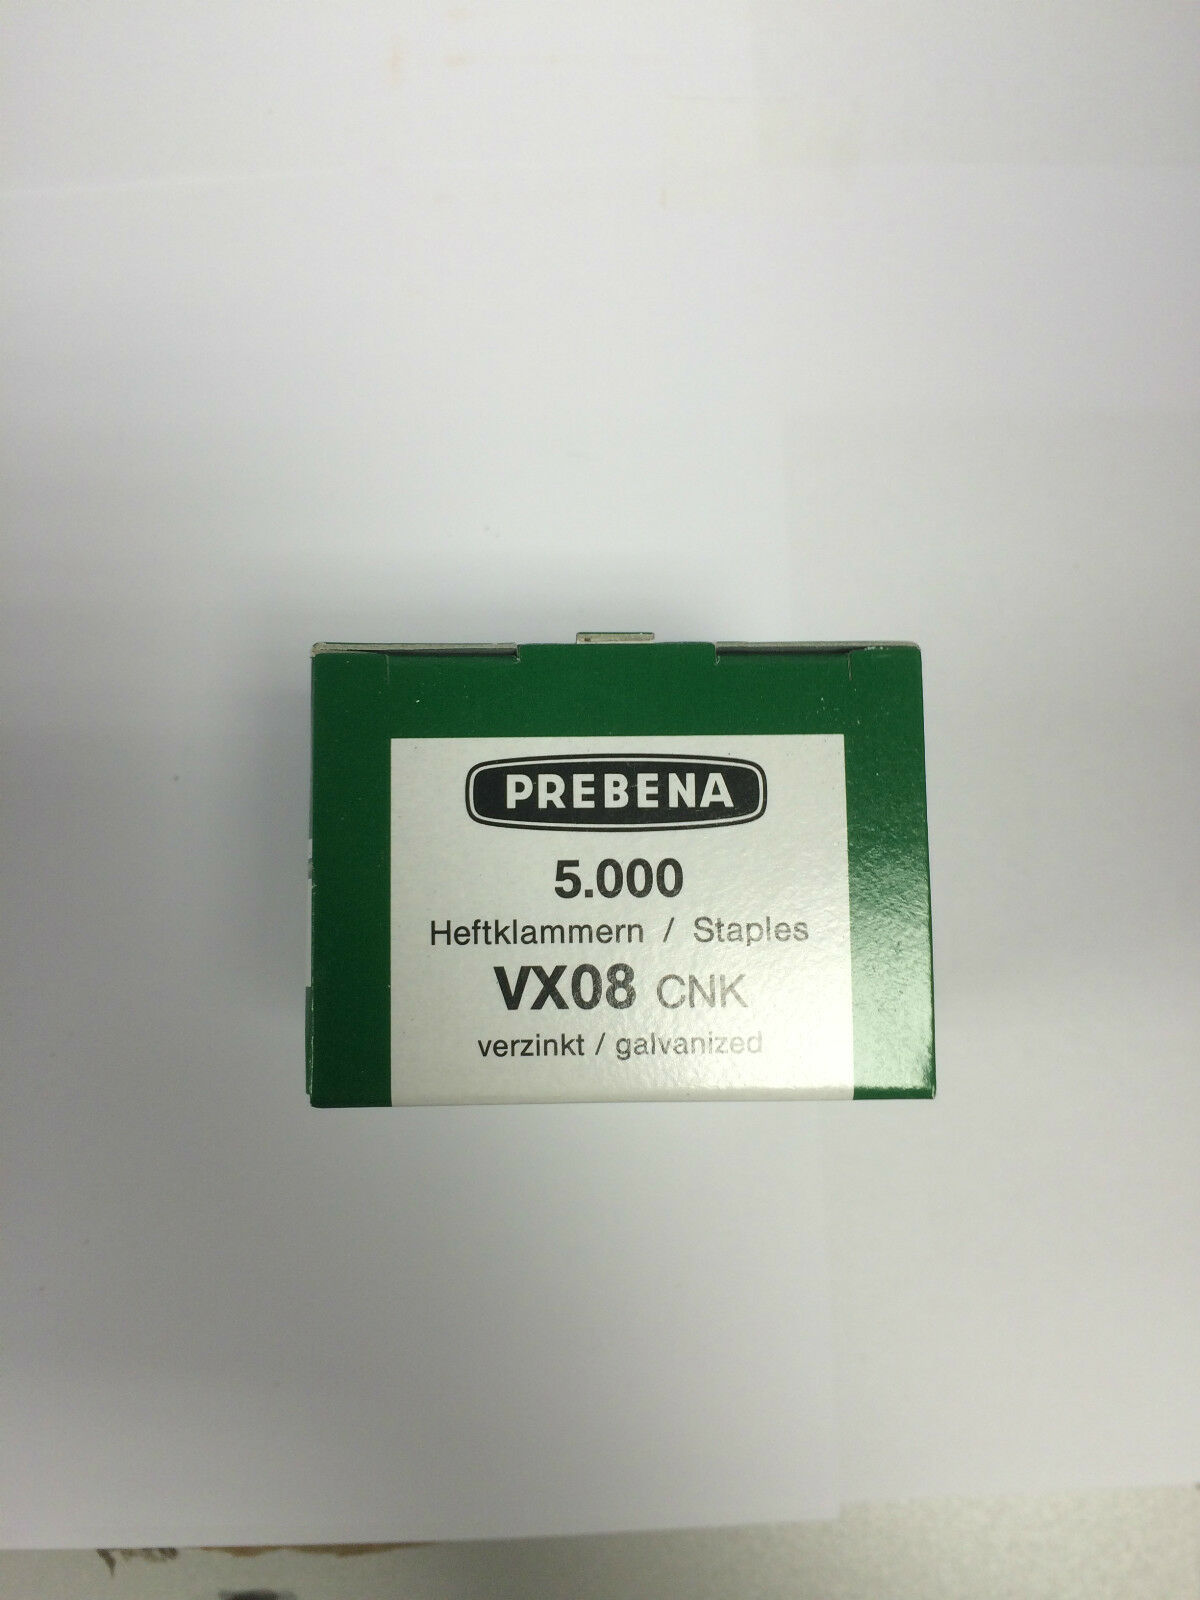 PREBENA
5.000
Heftklammern / Staples
VX08 CNK
verzinkt / galvanized